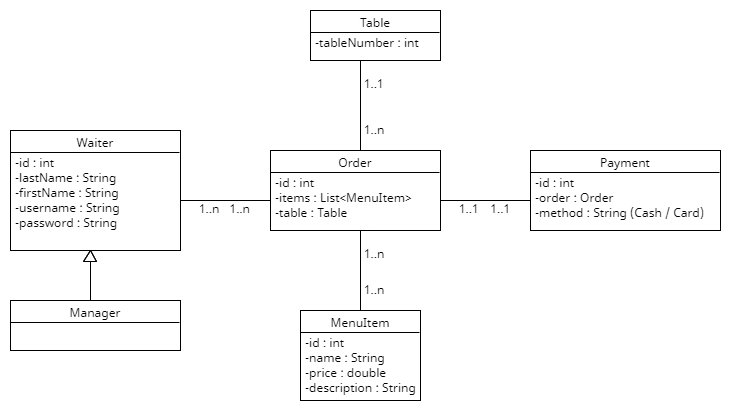 Table
-tableNumber : int
1..1
1..n
Waiter
-id : int
-lastName : String
-firstName : String
-username : String
-password : String
1..n 1..n
Order
-id : int
-items : List<MenuItem>
-table : Table
1..1 1..1
Payment
-id : int
-order : Order
-method : String (Cash / Card)
1..n
1..n
Manager
MenuItem
-id : int
-name : String
-price : double
-description : String